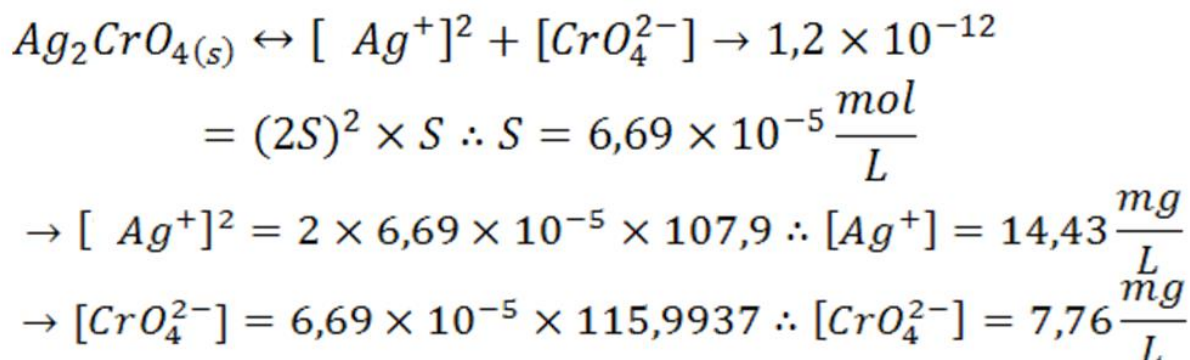 Ag₂CrO₄₍ₛ₎ ↔ [ Ag⁺]² + [CrO₄²⁻] → 1,2 × 10⁻¹²
= (2S)² × S ∴ S = 6,69 × 10⁻⁵ mol/L
→ [ Ag⁺]² = 2 × 6,69 × 10⁻⁵ × 107,9 ∴ [Ag⁺] = 14,43 mg/L
→ [CrO₄²⁻] = 6,69 × 10⁻⁵ × 115,9937 ∴ [CrO₄²⁻] = 7,76 mg/L